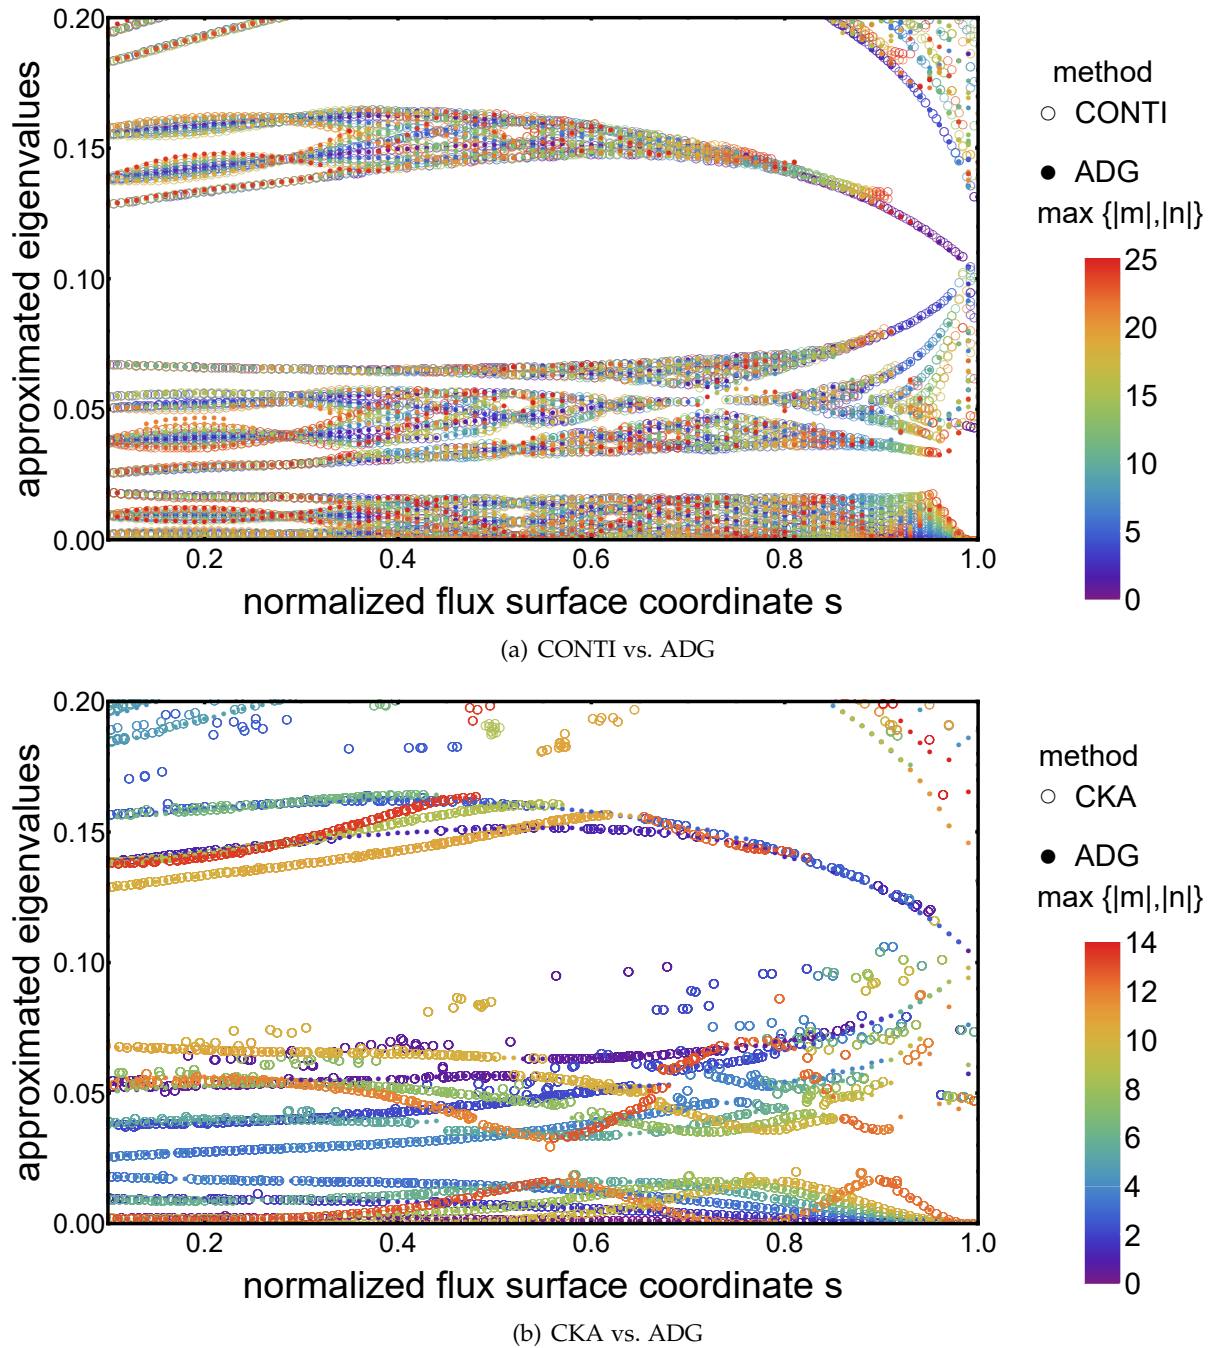 0.20
0.15
0.10
0.05
0.00
approximated eigenvalues
0.2
0.4
0.6
0.8
1.0
normalized flux surface coordinate s
method
CONTI
ADG
max {|m|,|n|}
25
20
15
10
5
0
(a) CONTI vs. ADG
0.20
0.15
0.10
0.05
0.00
approximated eigenvalues
0.2
0.4
0.6
0.8
1.0
normalized flux surface coordinate s
method
CKA
ADG
max {|m|,|n|}
14
12
10
8
6
4
2
0
(b) CKA vs. ADG